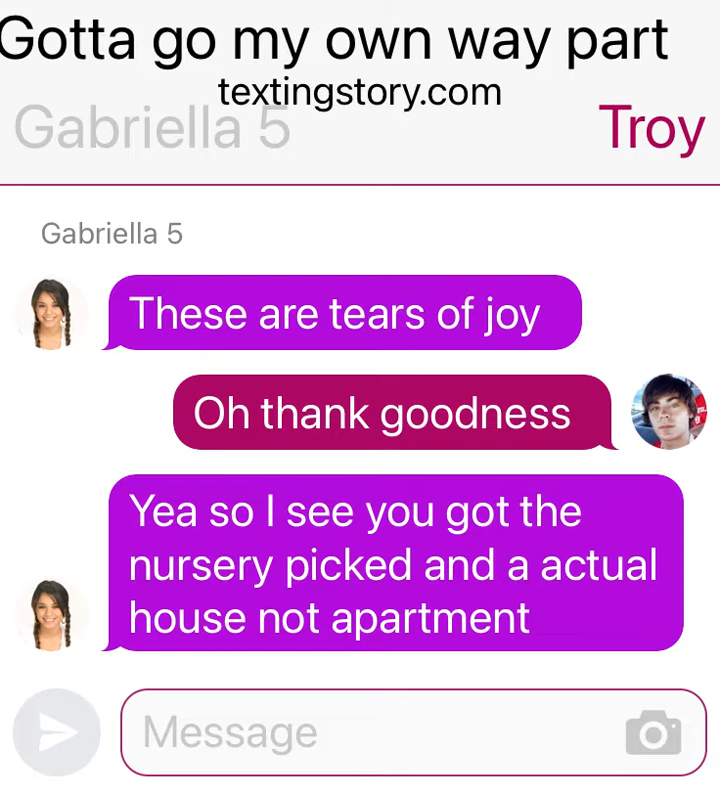 Gotta go my own way part
textingstory.com
Gabriella 5
Troy
Gabriella 5
These are tears of joy
Oh thank goodness
Yea so I see you got the
nursery picked and a actual
house not apartment
Message